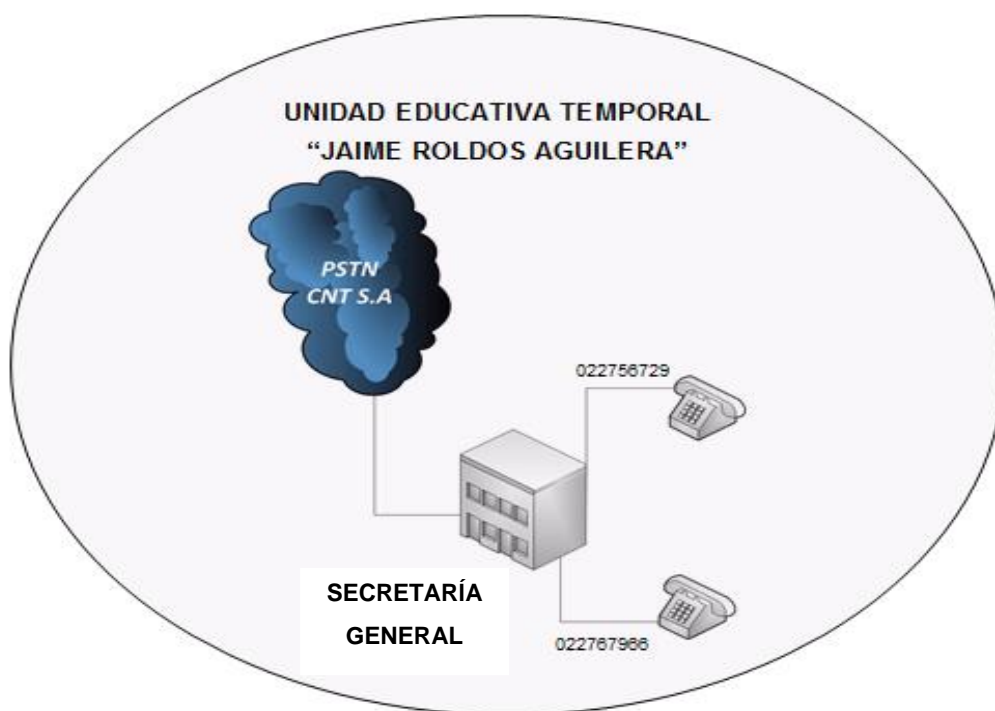 UNIDAD EDUCATIVA TEMPORAL
“JAIME ROLDOS AGUILERA”
PSTN
CNT S.A
022756729
SECRETARÍA
GENERAL
022767966